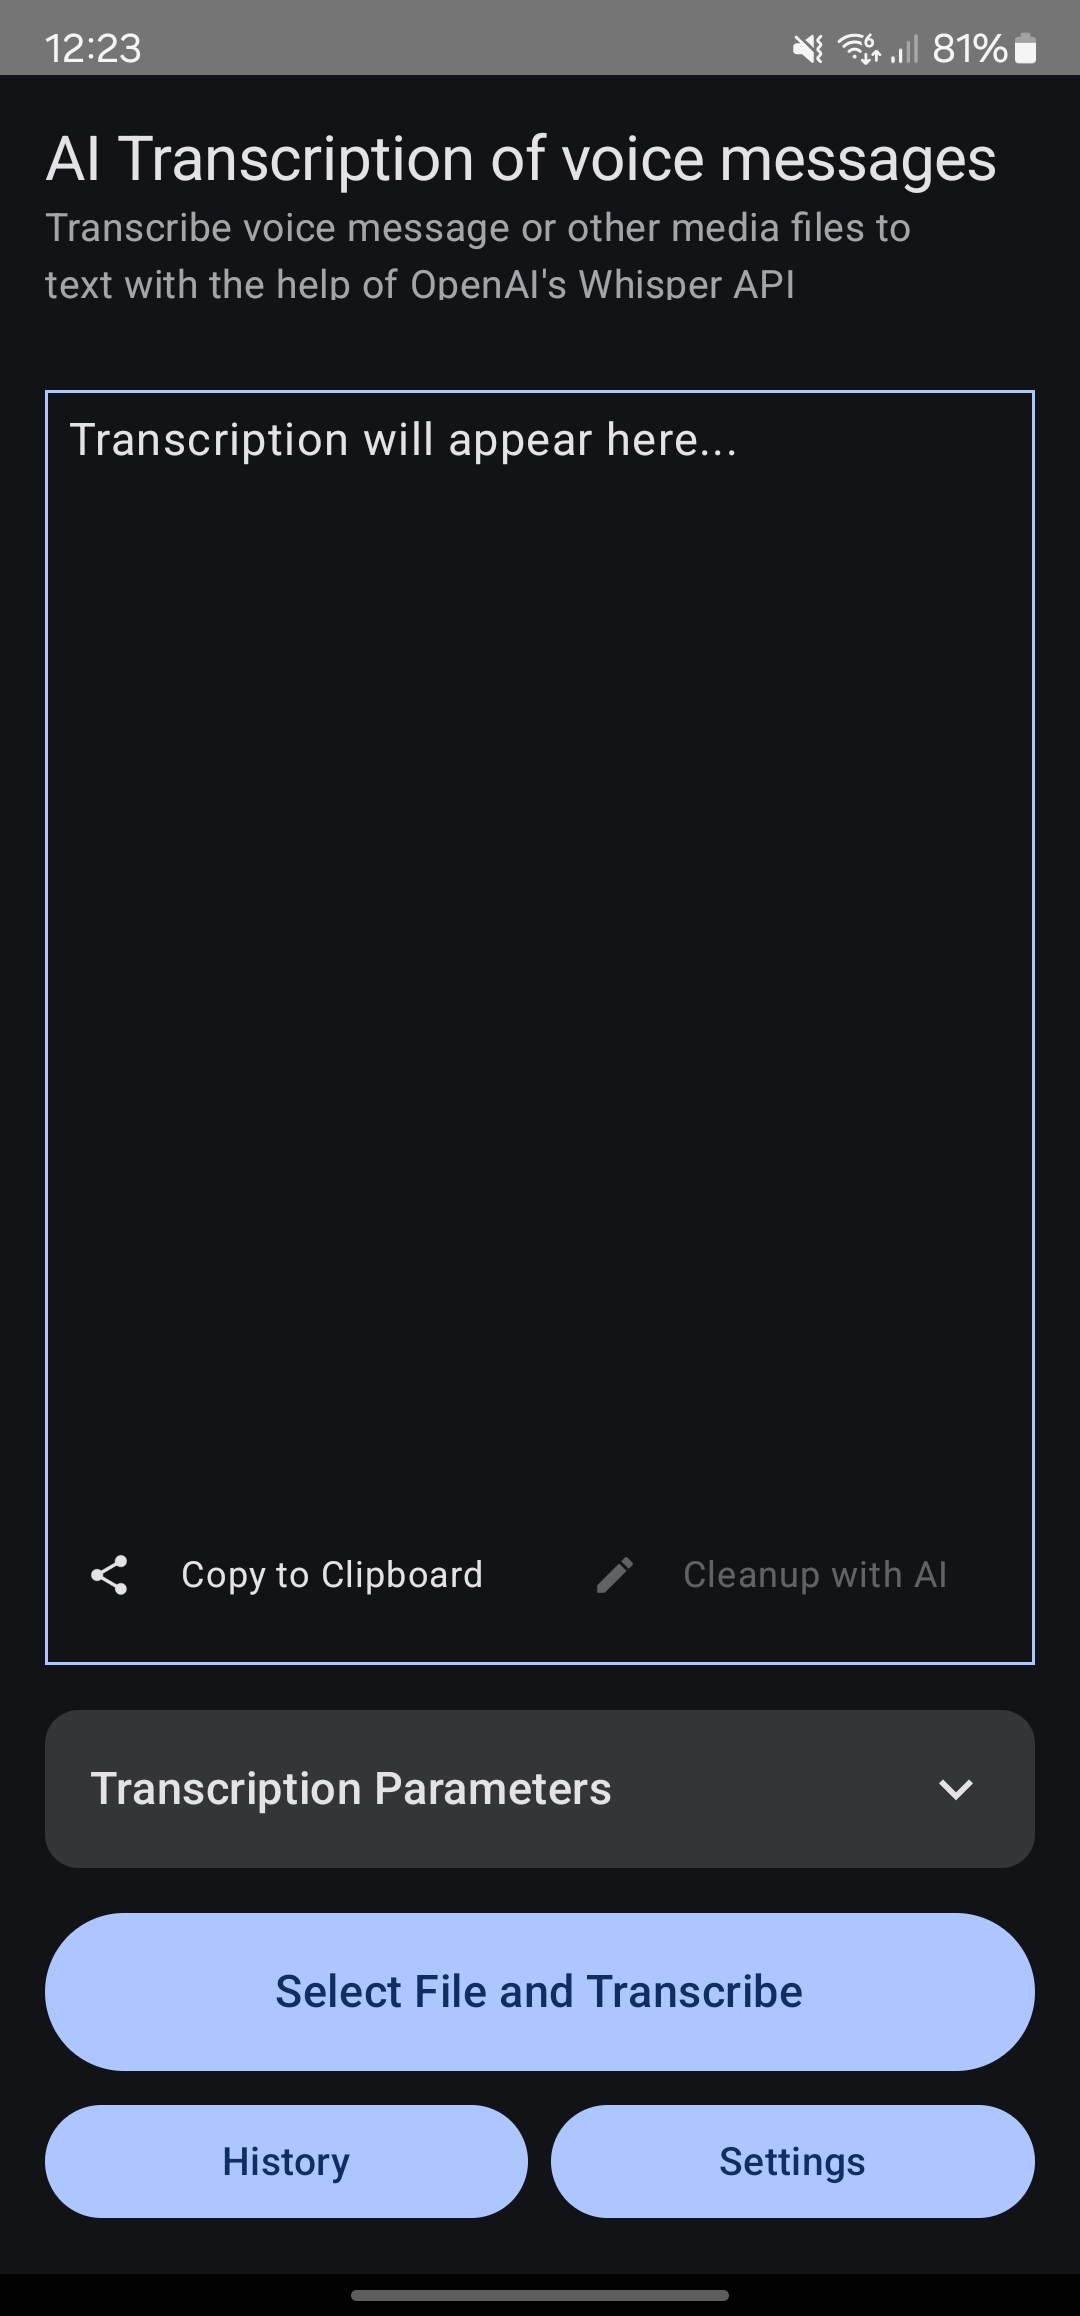 12:23
6
81%
AI Transcription of voice messages
Transcribe voice message or other media files to
text with the help of OpenAI's Whisper API
Transcription will appear here...
Copy to Clipboard
Cleanup with AI
Transcription Parameters
Select File and Transcribe
History
Settings